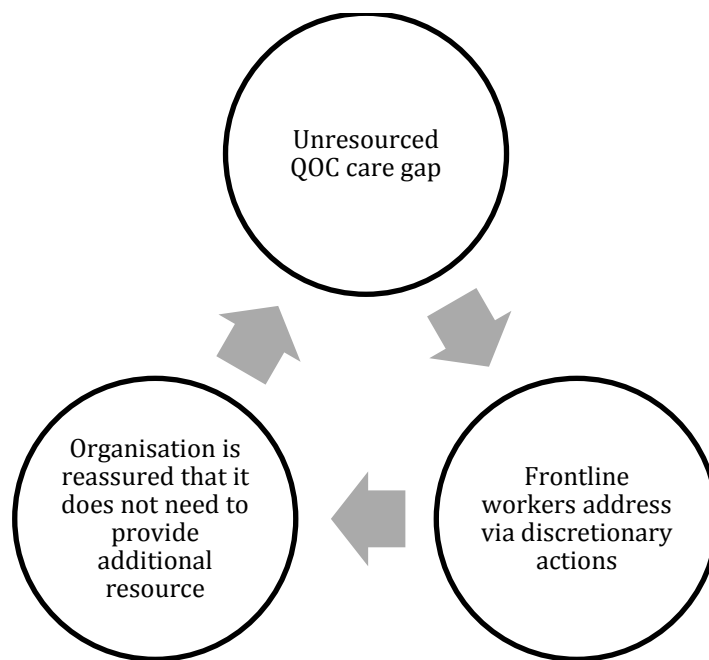 Unresourced
QOC care gap
Frontline
workers address
via discretionary
actions
Organisation is
reassured that it
does not need to
provide
additional
resource